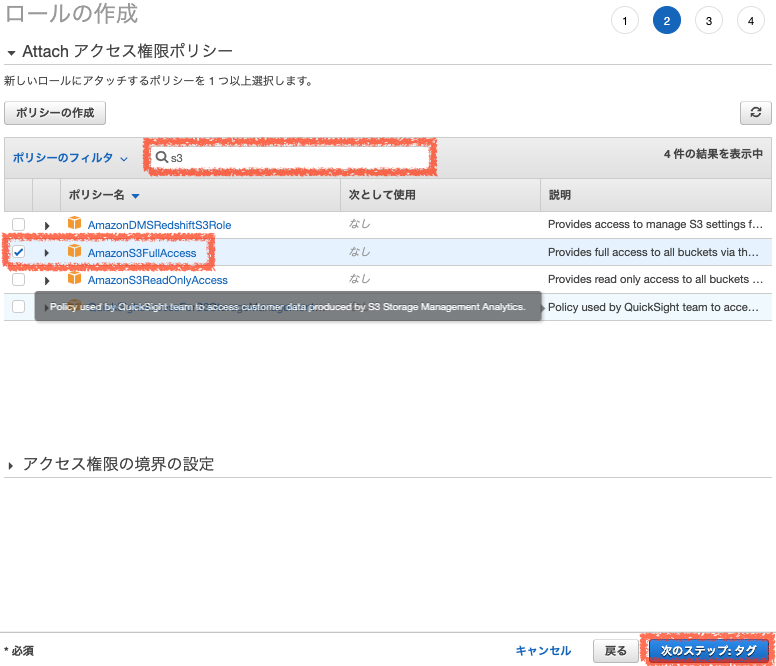 ロールの作成
1 2 3 4
Attach アクセス権限ポリシー
新しいロールにアタッチするポリシーを 1 つ以上選択します。
ポリシーの作成
ポリシーのフィルタ s3 4 件の結果を表示中
ポリシー名 次として使用 説明
AmazonDMSRedshiftS3Role なし Provides access to manage S3 settings f...
AmazonS3FullAccess なし Provides full access to all buckets via th...
AmazonS3ReadOnlyAccess なし Provides read only access to all buckets ...
Policy used by QuickSight team to access customer data produced by S3 Storage Management Analytics. Policy used by QuickSight team to acce...
アクセス権限の境界の設定
* 必須 キャンセル 戻る 次のステップ: タグ